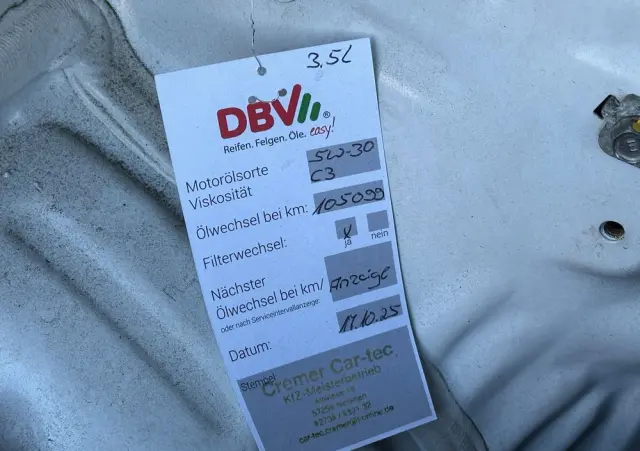 3,5L
DBV®
easy!
Reifen. Felgen. Öle.
Motorölsorte
Viskosität
5W-30
C3
Ölwechsel bei km: 105099
Filterwechsel: x
ja nein
Nächster
Ölwechsel bei km/ Anzeige
oder nach Serviceintervallanzeige:
Datum: 17.10.25
Stempel
Cremer Car-tec
KfZ-Meisterbetrieb